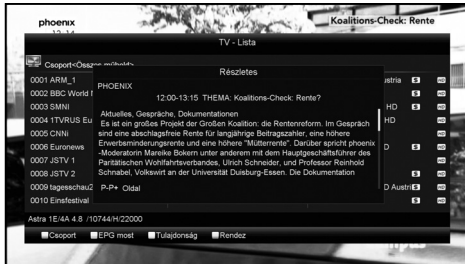 phoenix
Koalitions-Check: Rente
TV - Lista
Csoport<Összes
Részletes
0001 ARM_1
PHOENIX
ustria S HD
0002 BBC World
S HD
12:00-13:15 THEMA: Koalitions-Check: Rente?
0003 SMNI
HD S HD
Aktuelles, Gespräche, Dokumentationen
0004 1TVRUS Eu
HD HD
Es ist ein großes Projekt der Großen Koalition: die Rentenreform. Im Gespräch
0005 CNNi
S HD
sind eine abschlagsfreie Rente für langjährige Beitragszahler, eine höhere
Erwerbsminderungsrente und eine höhere "Mütterrente". Darüber spricht phoenix
0006 Euronews
D S HD
-Moderatorin Mareike Bokern unter anderem mit dem Hauptgeschäftsführer des
0007 JSTV 1
S HD
Paritätischen Wohlfahrtsverbandes, Ulrich Schneider, und Professor Reinhold
0008 JSTV 2
S HD
Schnabel, Volkswirt an der Universität Duisburg-Essen. Die Dokumentation
0009 tagesschau2
D Austri S HD
P-P+ Oldal
0010 Einsfestival
S HD
Astra 1E/4A 4.8 /10744/H/22000
Csoport EPG most Tulajdonság Rendez